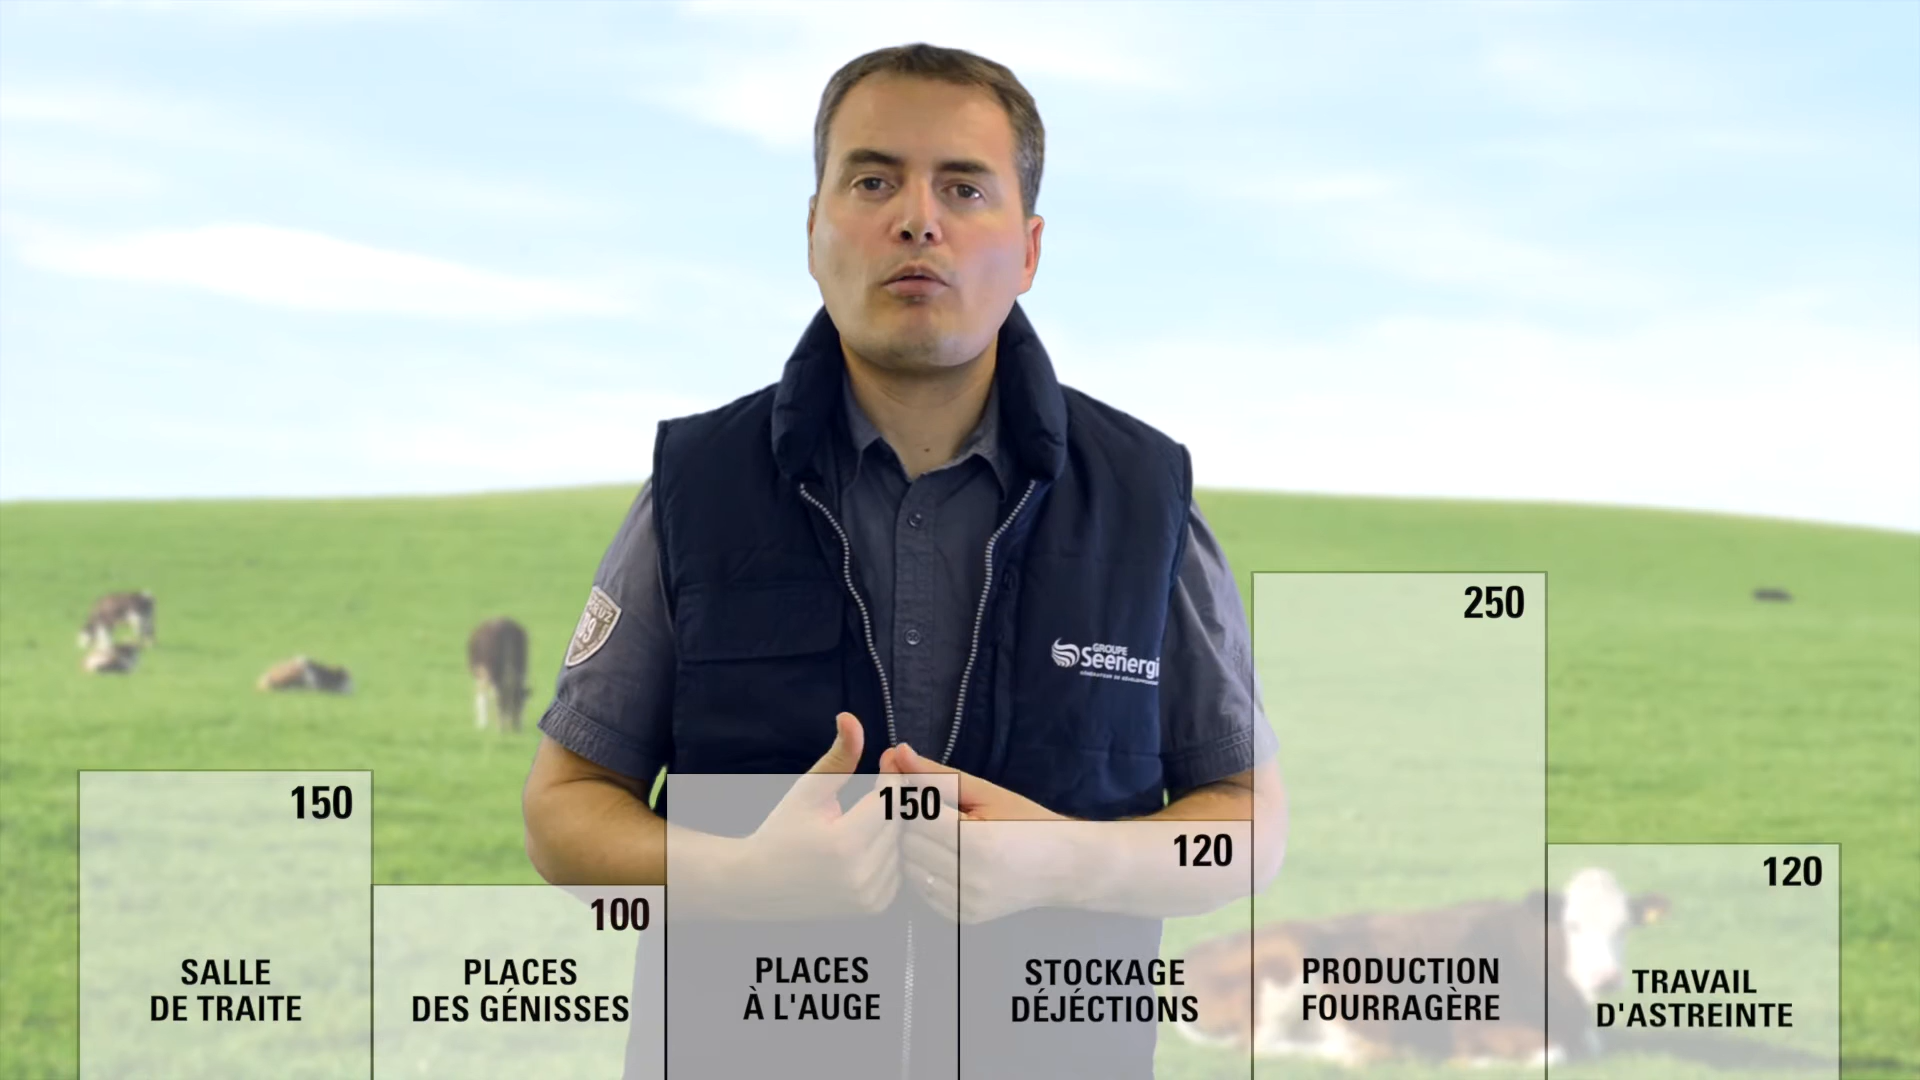 GROUPE
Seenergi
250
150
150
120
120
100
SALLE
DE TRAITE
PLACES
DES GÉNISSES
PLACES
À L'AUGE
STOCKAGE
DÉJÉCTIONS
PRODUCTION
FOURRAGÈRE
TRAVAIL
D'ASTREINTE